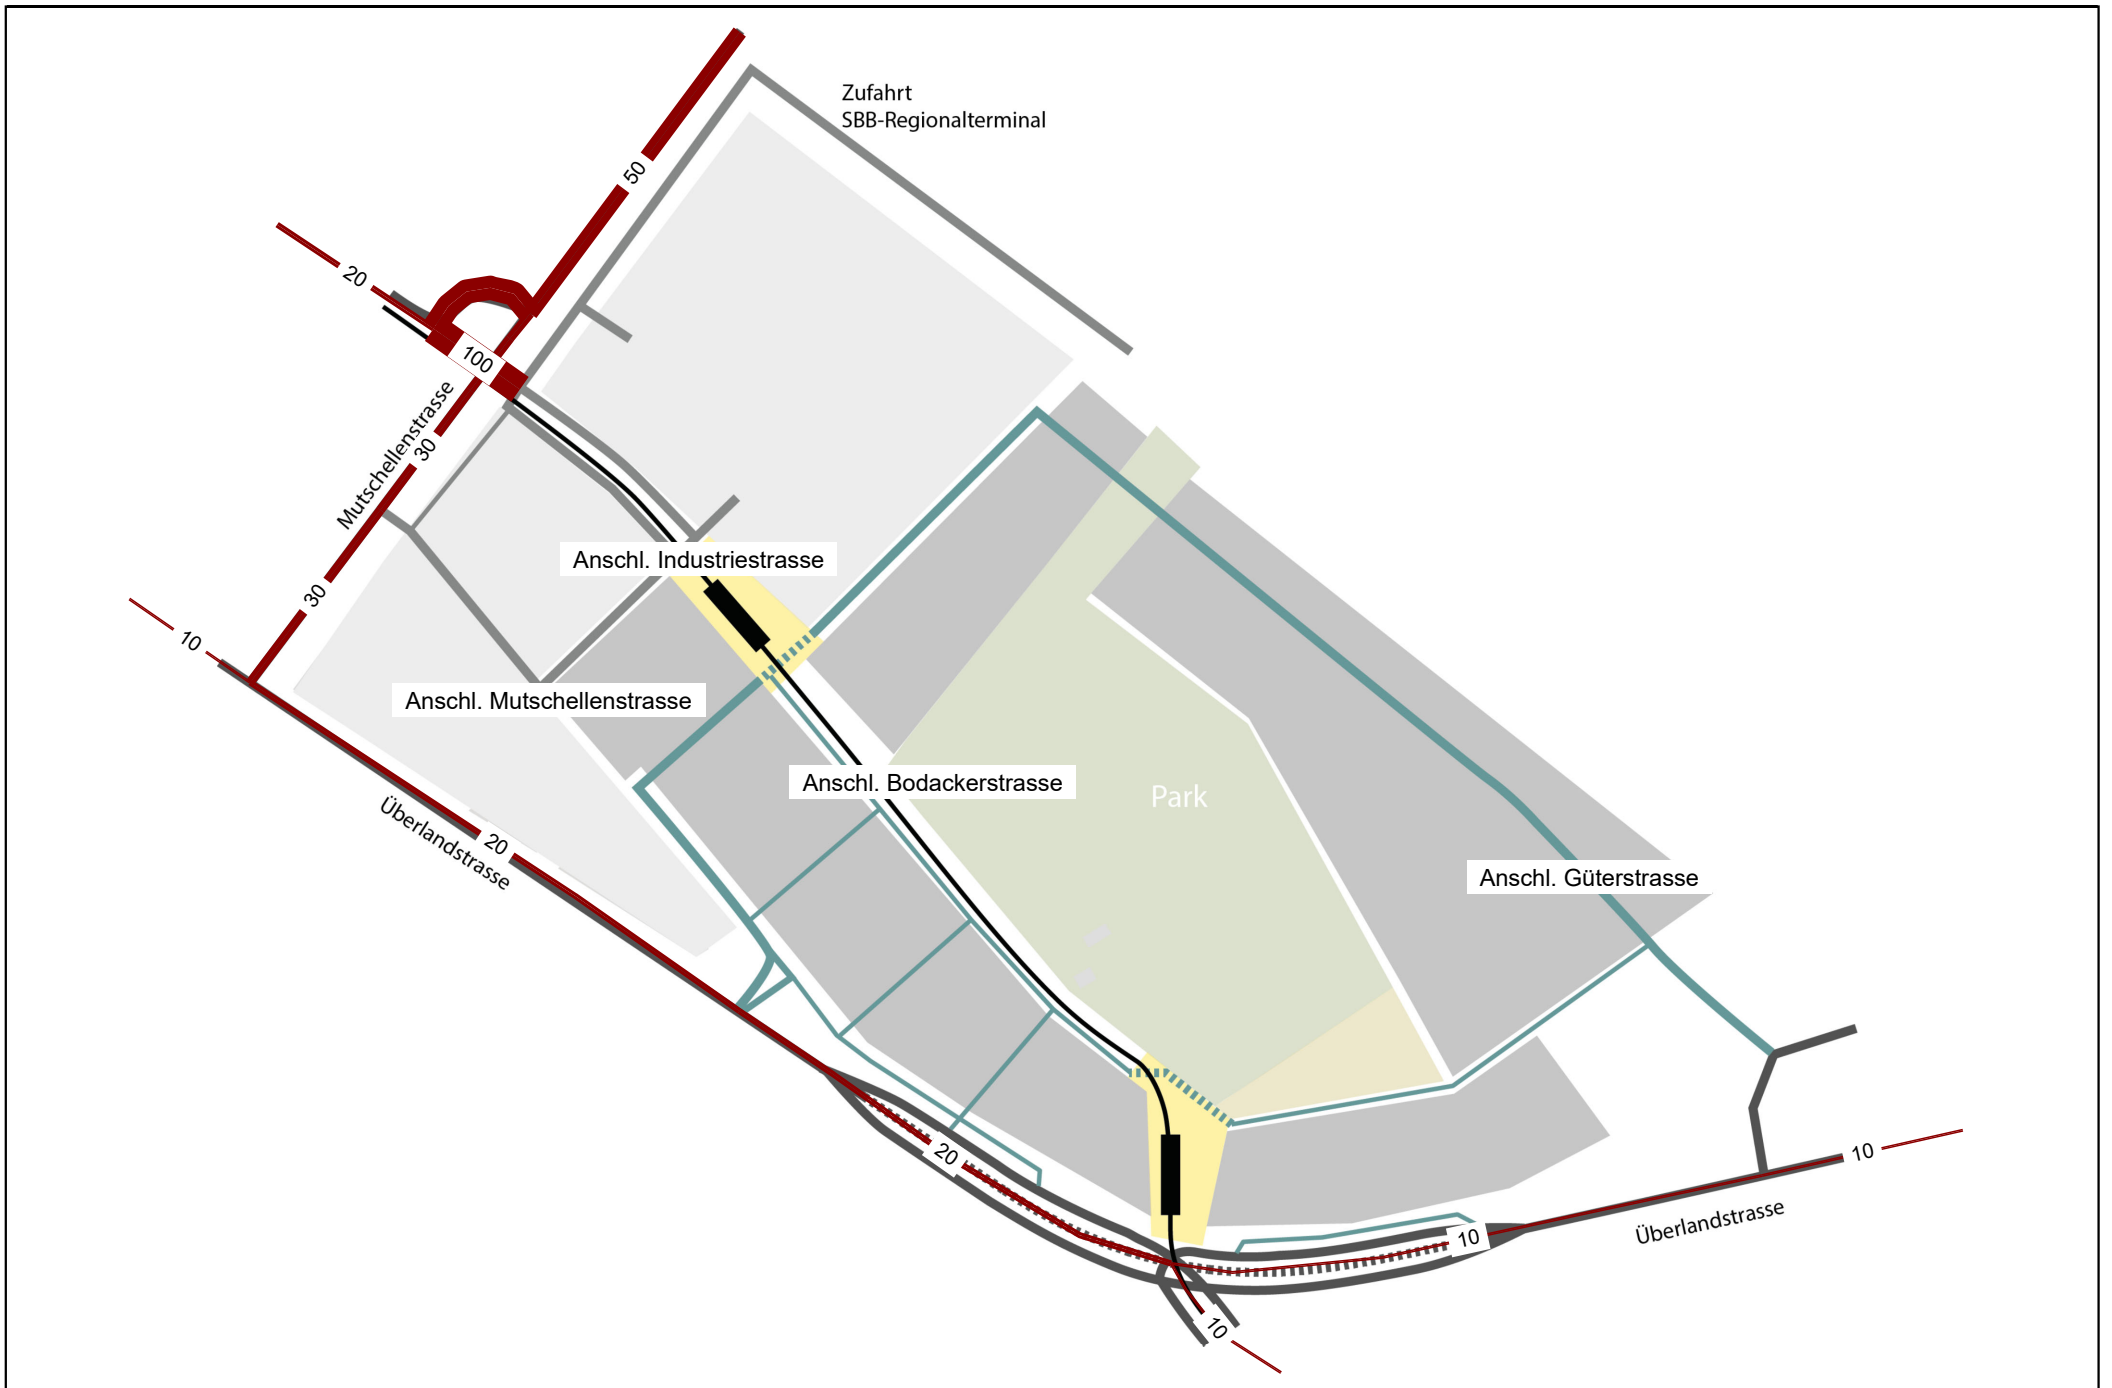 Zufahrt
SBB-Regionalterminal
50
20
100
Mutschellenstrasse
30
Anschl. Industriestrasse
30
10
Anschl. Mutschellenstrasse
Anschl. Bodackerstrasse
Park
Überlandstrasse
20
Anschl. Güterstrasse
20
10
10
Überlandstrasse
10